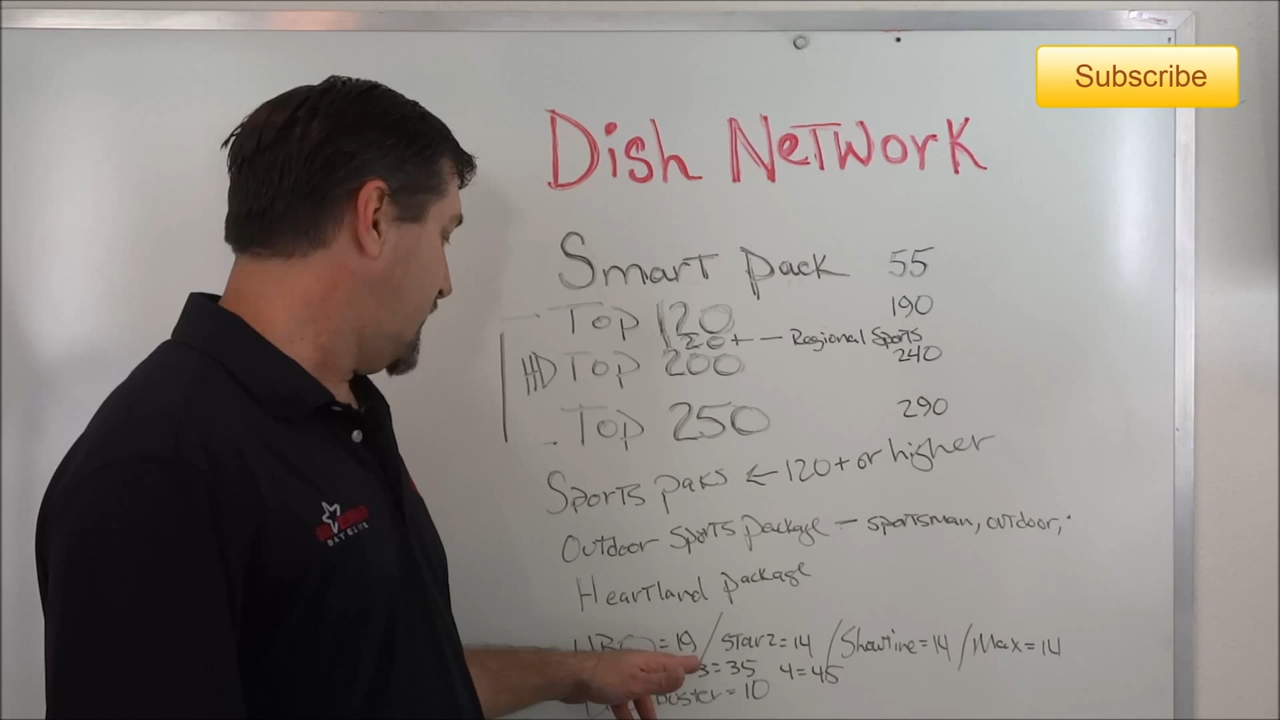 Subscribe
Dish NeTWork
Smart pack 55
Top 120 190
120+ — Regional Sports
HD Top 200 240
Top 250 290
Sports paks ← 120+ or higher
Outdoor Sports package — sportsman, outdoor,
Heartland package
HBO = 19 / Starz = 14 / Showtime = 14 / Max = 14
3 = 35 4 = 45
= 10